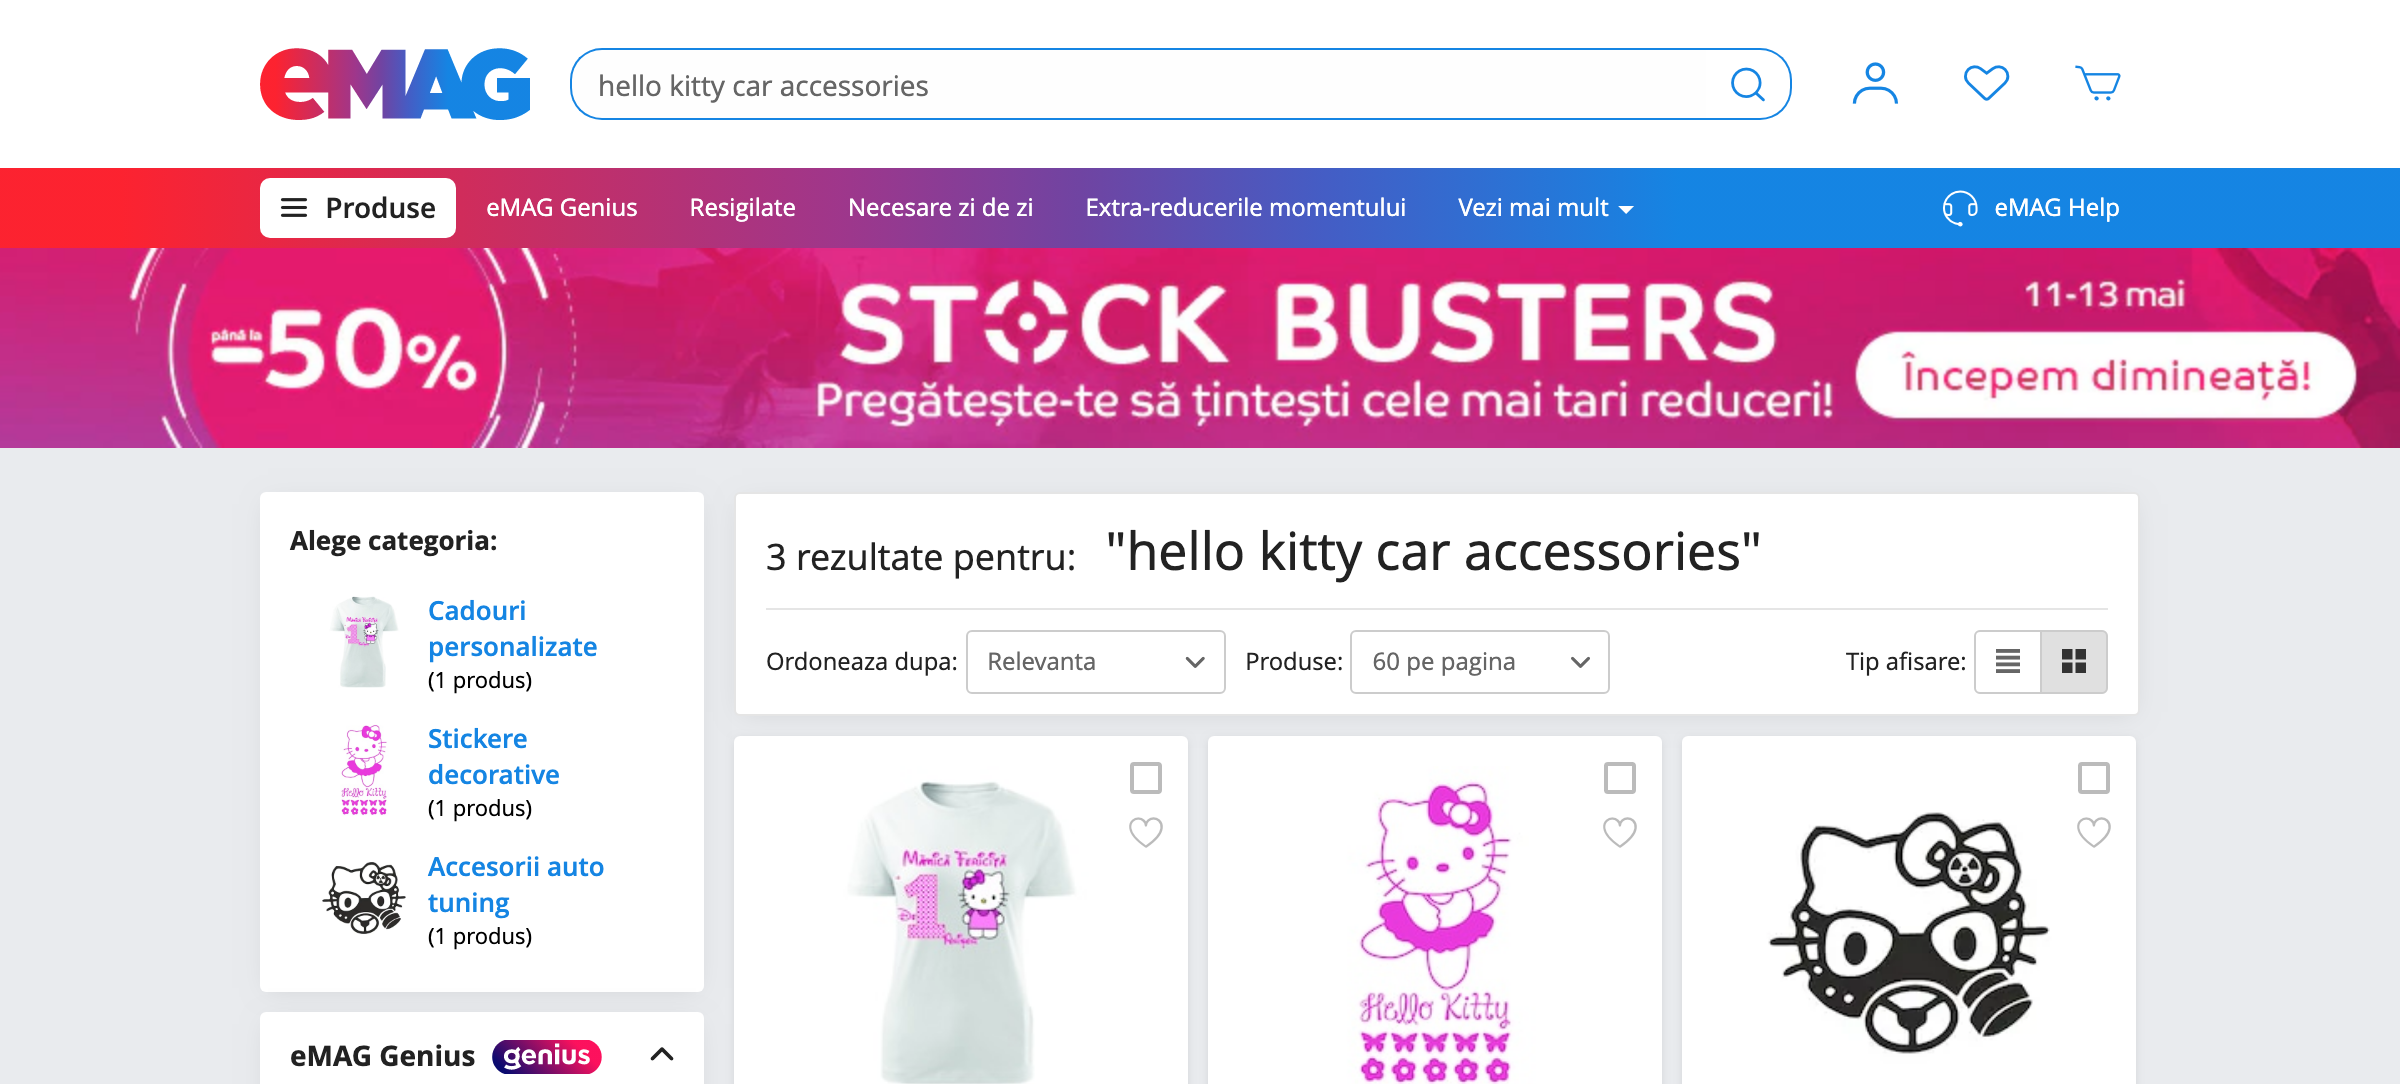 eMAG
hello kitty car accessories
Produse
eMAG Genius
Resigilate
Necesare zi de zi
Extra-reducerile momentului
Vezi mai mult
eMAG Help
până la
-50%
STOCK BUSTERS
Pregătește-te să țintești cele mai tari reduceri!
11-13 mai
Începem dimineață!
Alege categoria:
Cadouri
personalizate
(1 produs)
Stickere
decorative
(1 produs)
Accesorii auto
tuning
(1 produs)
eMAG Genius genius
3 rezultate pentru: "hello kitty car accessories"
Ordoneaza dupa: Relevanta
Produse: 60 pe pagina
Tip afisare:
Mămică Fericită
1
Hello Kitty